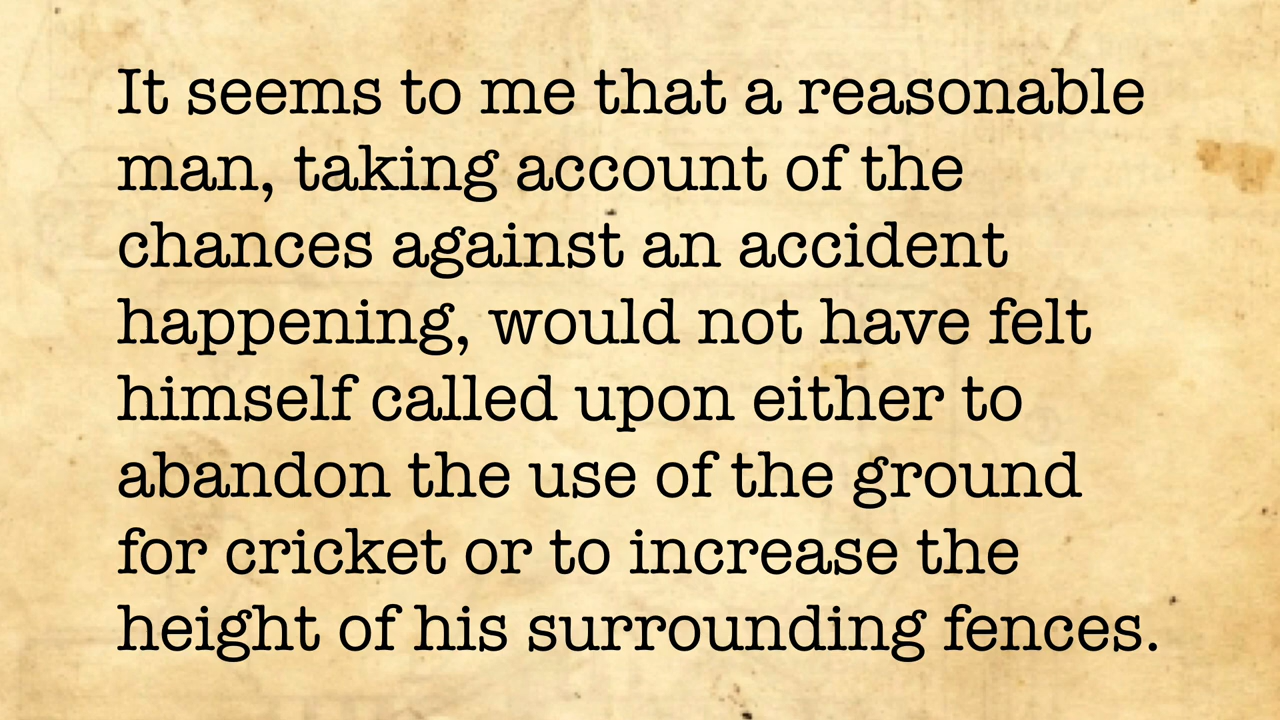 It seems to me that a reasonable
man, taking account of the
chances against an accident
happening, would not have felt
himself called upon either to
abandon the use of the ground
for cricket or to increase the
height of his surrounding fences.